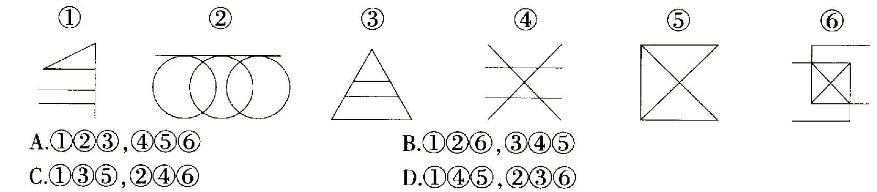 ① ② ③ ④ ⑤ ⑥
A.①②③,④⑤⑥ B.①②⑥,③④⑤
C.①③⑤,②④⑥ D.①④⑤,②③⑥